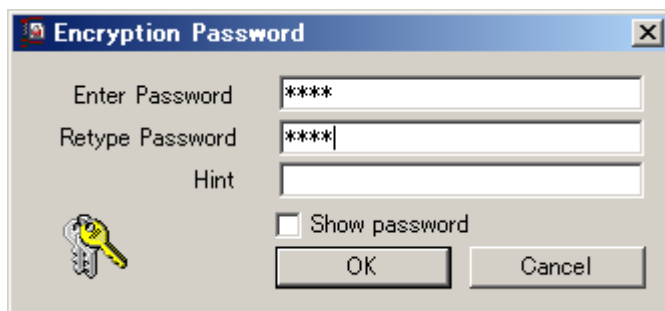 Encryption Password
Enter Password ****
Retype Password ****
Hint
Show password
OK Cancel